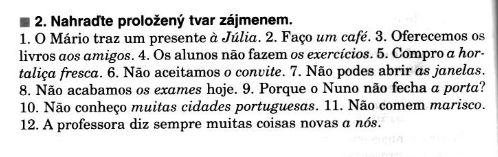 ■ 2. Nahraďte proložený tvar zájmenem.
1. O Mário traz um presente à Júlia. 2. Faço um café. 3. Oferecemos os
livros aos amigos. 4. Os alunos não fazem os exercícios. 5. Compro a hor-
taliça fresca. 6. Não aceitamos o convite. 7. Não podes abrir as janelas.
8. Não acabamos os exames hoje. 9. Porque o Nuno não fecha a porta?
10. Não conheço muitas cidades portuguesas. 11. Não comem marisco.
12. A professora diz sempre muitas coisas novas a nós.